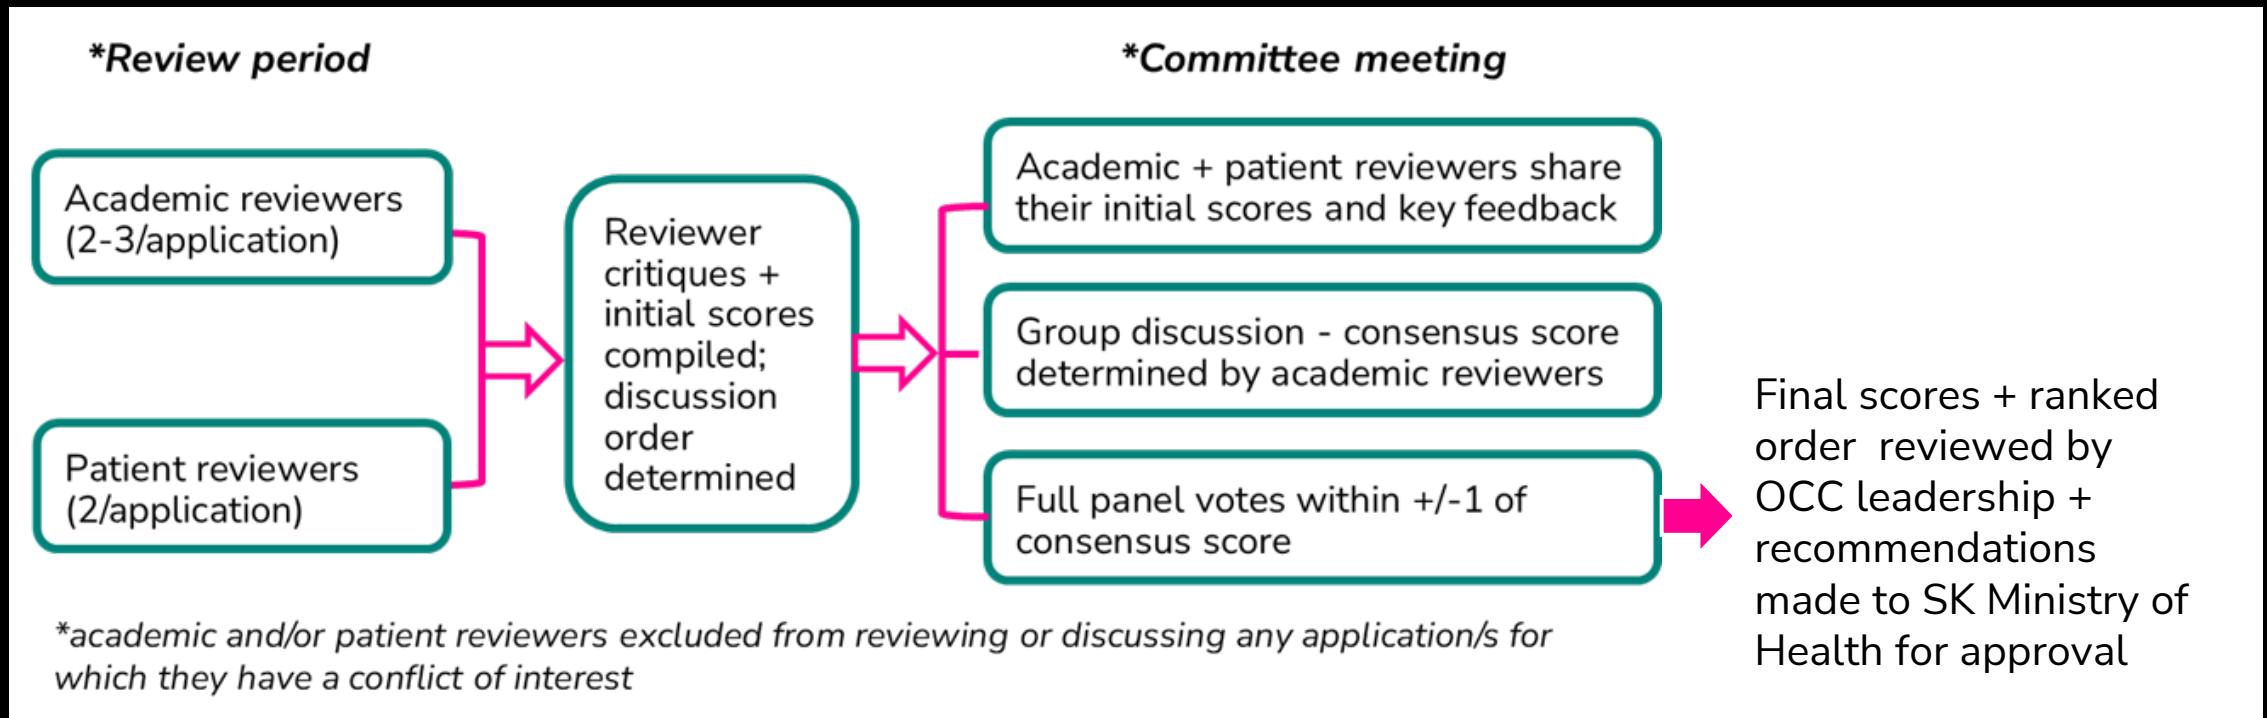 *Review period
Academic reviewers
(2-3/application)
Patient reviewers
(2/application)
Reviewer
critiques +
initial scores
compiled;
discussion
order
determined
*Committee meeting
Academic + patient reviewers share
their initial scores and key feedback
Group discussion - consensus score
determined by academic reviewers
Full panel votes within +/-1 of
consensus score
Final scores + ranked
order  reviewed by
OCC leadership +
recommendations
made to SK Ministry of
Health for approval
*academic and/or patient reviewers excluded from reviewing or discussing any application/s for
which they have a conflict of interest